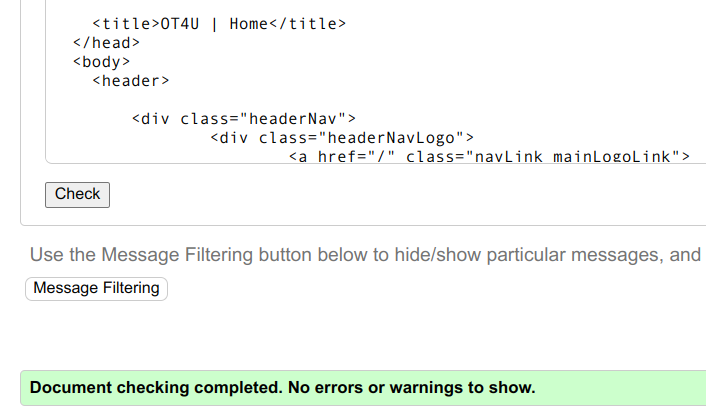 <title>OT4U | Home</title>
</head>
<body>
<header>
<div class="headerNav">
<div class="headerNavLogo">
<a href="/" class="navLink mainLogoLink">
Check
Use the Message Filtering button below to hide/show particular messages, and
Message Filtering
Document checking completed. No errors or warnings to show.